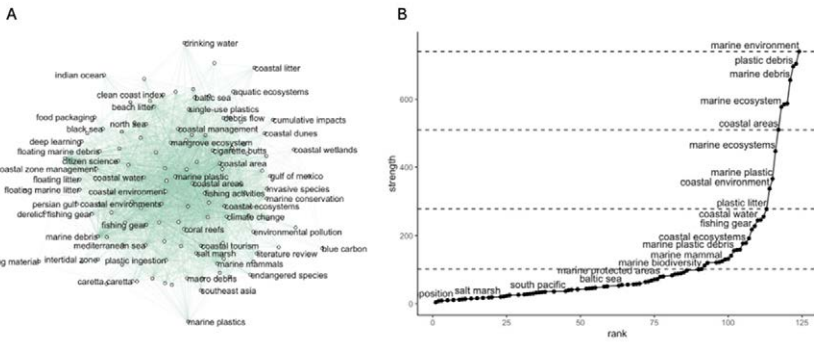 A
drinking water
indian ocean
coastal litter
clean coast index
aquatic ecosystems
baltic sea
beach litter
single-use plastics
food packaging
debris flow
cumulative impacts
north sea
black sea
coastal management
coastal dunes
deep learning
mangrove ecosystem
floating marine debris
cigarette butts
coastal wetlands
citizen science
coastal area
coastal zone management
floating litter
coastal water
marine plastic
gulf of mexico
coastal areas
floating marine litter
coastal environment
fishing activities
invasive species
marine conservation
persian gulf
coastal environments
coastal ecosystems
derelict fishing gear
climate change
fishing gear
coral reefs
environmental pollution
marine debris
mediterranean sea
coastal tourism
blue carbon
salt marsh
literature review
ng material
intertidal zone
plastic ingestion
marine mammals
endangered species
caretta caretta
macro debris
southeast asia
marine plastics
B
strength
600
400
200
0
marine environment
plastic debris
marine debris
marine ecosystem
coastal areas
marine ecosystems
marine plastic
coastal environment
plastic litter
coastal water
fishing gear
coastal ecosystems
marine plastic debris
marine mammal
marine biodiversity
marine protected areas
baltic sea
south pacific
salt marsh
position
0 25 50 75 100 125
rank